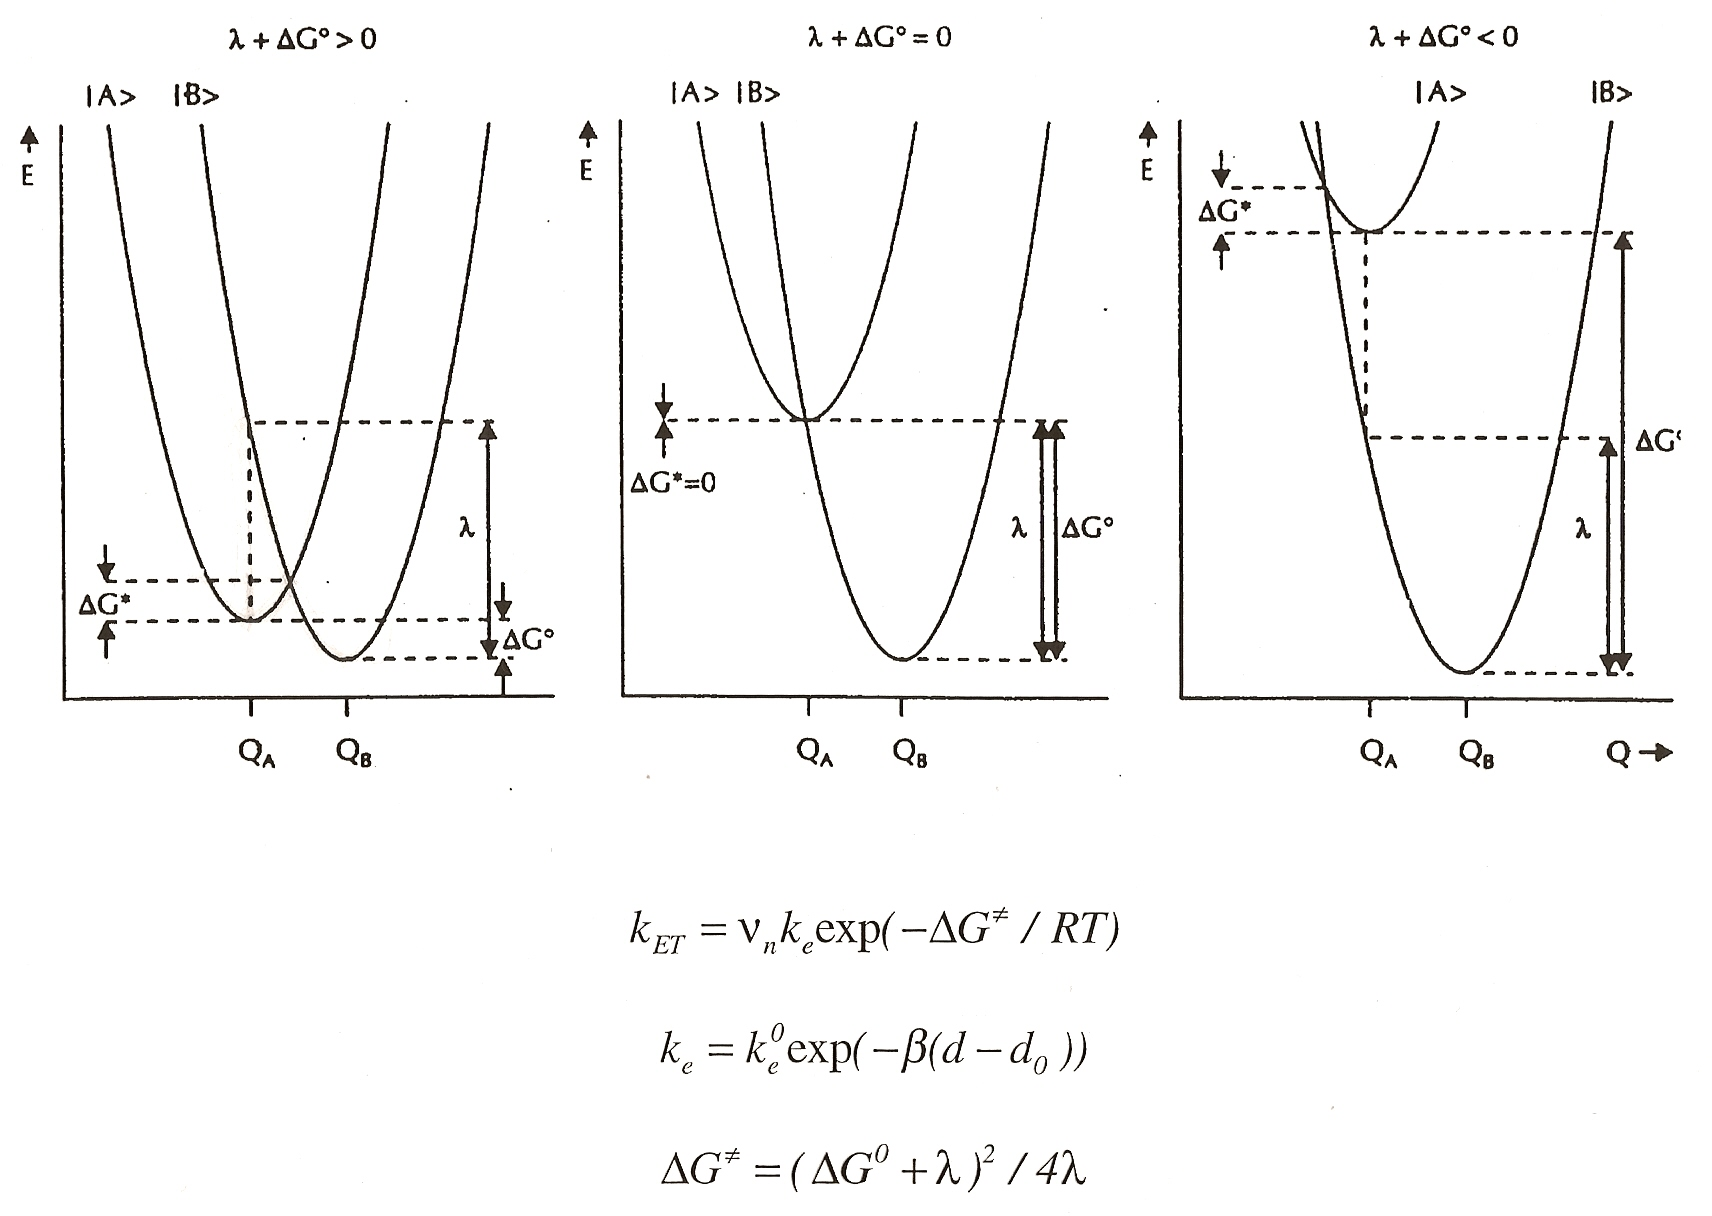 λ + ΔG° > 0
|A> |B>
E
ΔG*
λ
ΔG°
Q_A Q_B
λ + ΔG° = 0
|A> |B>
E
ΔG*=0
λ ΔG°
Q_A Q_B
λ + ΔG° < 0
|A> |B>
E
ΔG*
ΔG
λ
Q_A Q_B Q →
k_ET = ν_n k_e exp(−ΔG^≠ / RT)
k_e = k_e^0 exp(−β(d − d_0))
ΔG^≠ = (ΔG^0 + λ)^2 / 4λ